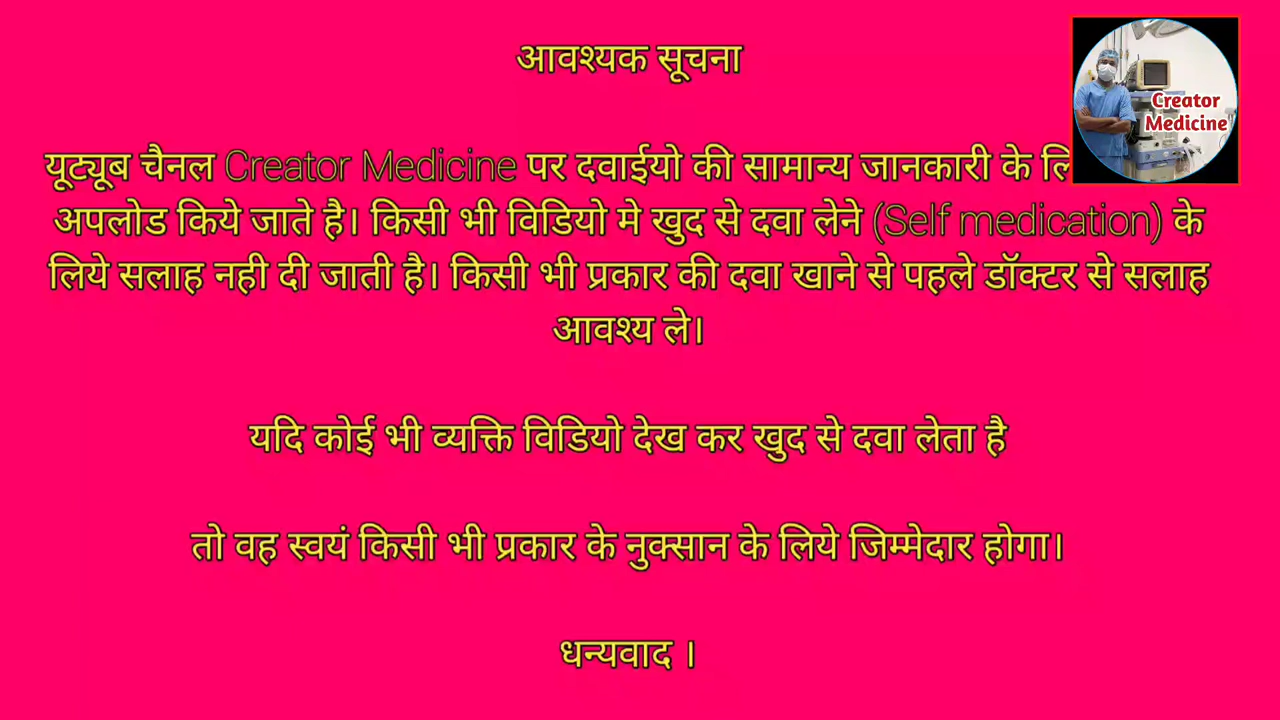 आवश्यक सूचना
Creator
Medicine
यूट्यूब चैनल Creator Medicine पर दवाईयो की सामान्य जानकारी के
अपलोड किये जाते है। किसी भी विडियो मे खुद से दवा लेने (Self medication) के
लिये सलाह नही दी जाती है। किसी भी प्रकार की दवा खाने से पहले डॉक्टर से सलाह
आवश्य ले।
यदि कोई भी व्यक्ति विडियो देख कर खुद से दवा लेता है
तो वह स्वयं किसी भी प्रकार के नुक्सान के लिये जिम्मेदार होगा।
धन्यवाद ।